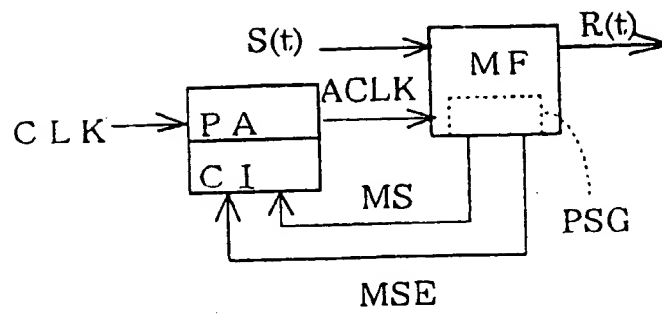 S(t)
R(t)
MF
ACLK
CLK
PA
CI
MS
PSG
MSE